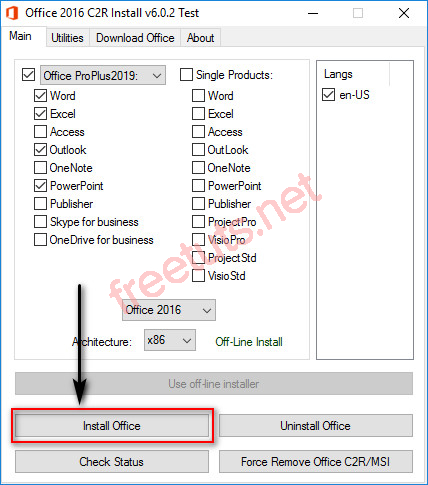 Office 2016 C2R Install v6.0.2 Test
Main Utilities Download Office About
Office ProPlus2019:
Word
Excel
Access
Outlook
OneNote
PowerPoint
Publisher
Skype for business
OneDrive for business
Single Products:
Word
Excel
Access
OutLook
OneNote
PowerPoint
Publisher
ProjectPro
VisioPro
ProjectStd
VisioStd
Langs
en-US
freetuts.net
Office 2016
Architecture: x86 Off-Line Install
Use off-line installer
Install Office
Uninstall Office
Check Status
Force Remove Office C2R/MSI